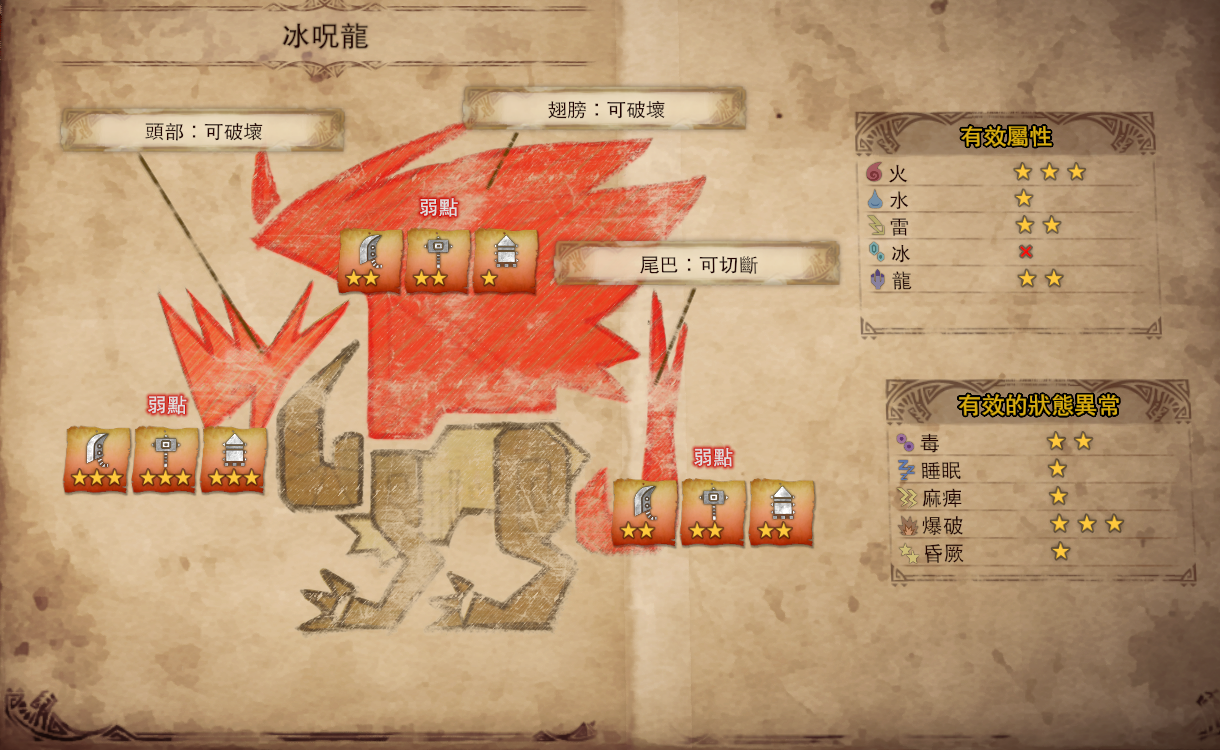 冰呪龍
頭部：可破壞
翅膀：可破壞
弱點
尾巴：可切斷
弱點
弱點
有效屬性
火
水
雷
冰
龍
有效的狀態異常
毒
睡眠
麻痺
爆破
昏厥